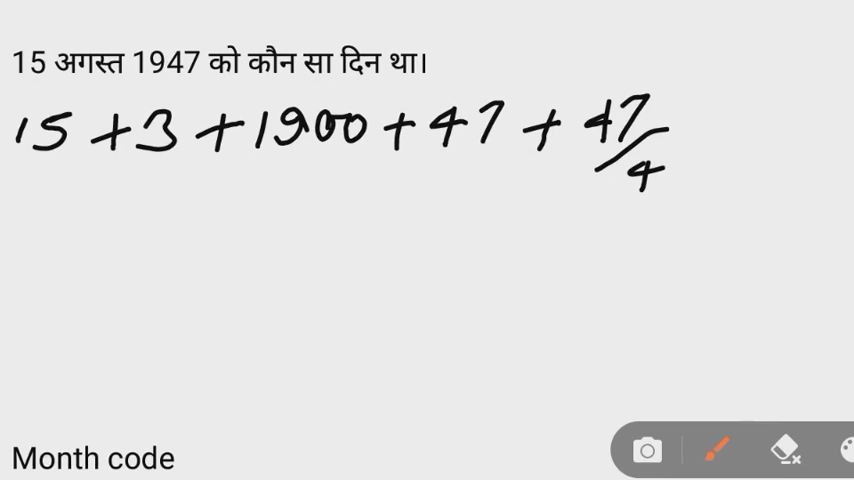 15 अगस्त 1947 को कौन सा दिन था।
15 + 3 + 1900 + 47 + 47/4
Month code